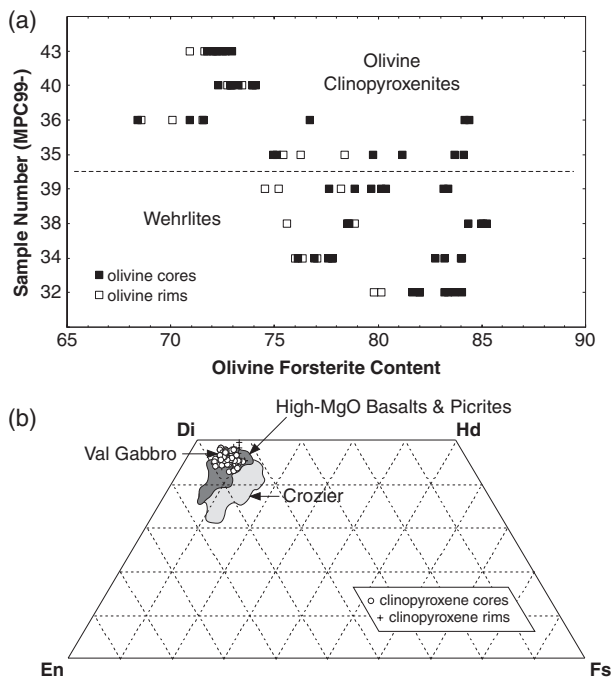 (a)
43
40
36
35
39
38
34
32
Sample Number (MPC99-)
Olivine
Clinopyroxenites
Wehrlites
olivine cores
olivine rims
65 70 75 80 85 90
Olivine Forsterite Content
(b)
High-MgO Basalts & Picrites
Di
Hd
Val Gabbro
Crozier
clinopyroxene cores
clinopyroxene rims
En
Fs